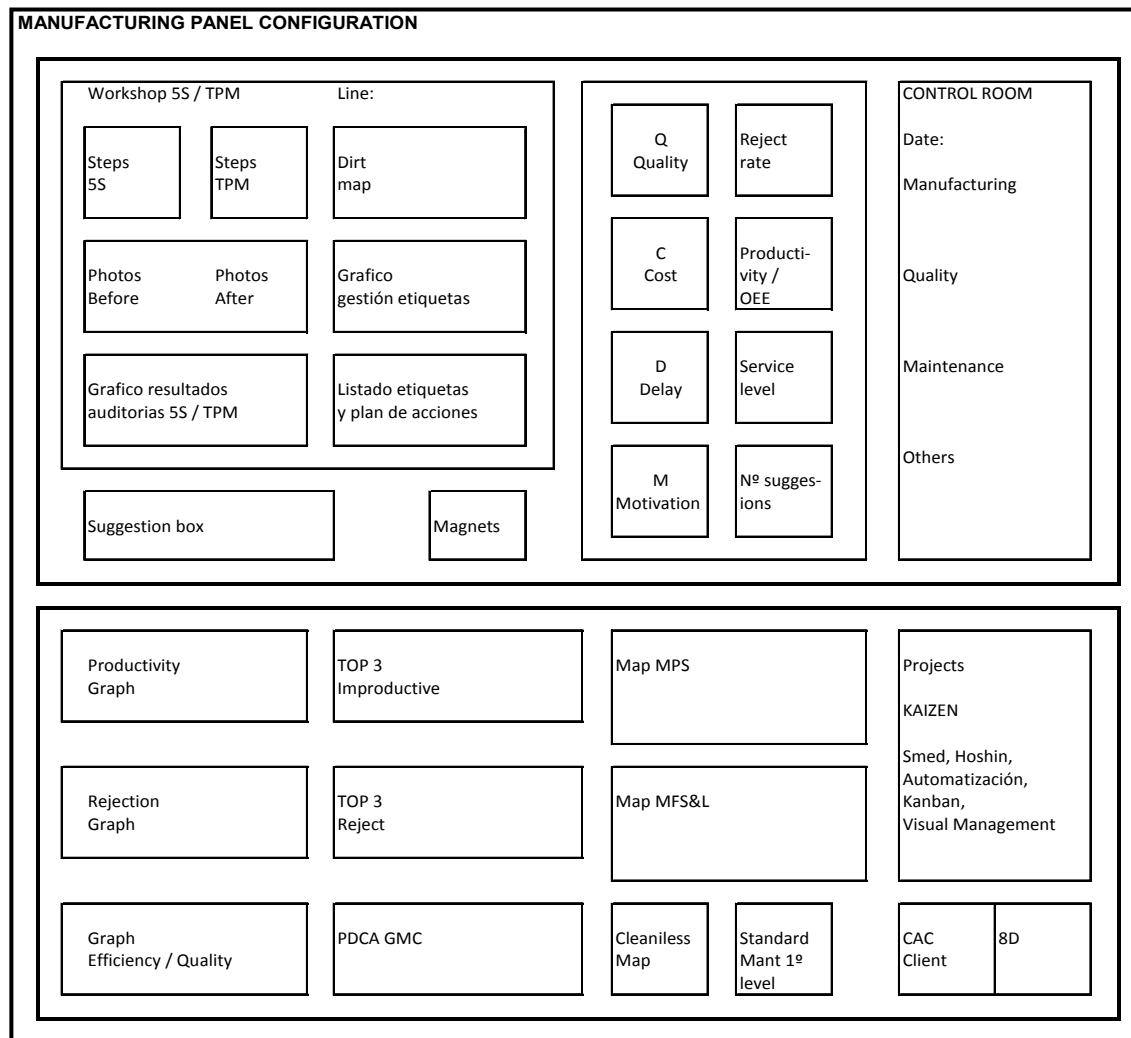 MANUFACTURING PANEL CONFIGURATION
Workshop 5S / TPM
Line:
Steps
5S
Steps
TPM
Dirt
map
Photos
Before
Photos
After
Grafico
gestión etiquetas
Grafico resultados
auditorias 5S / TPM
Listado etiquetas
y plan de acciones
Suggestion box
Magnets
Q
Quality
Reject
rate
C
Cost
Producti-
vity /
OEE
D
Delay
Service
level
M
Motivation
Nº sugges-
ions
CONTROL ROOM
Date:
Manufacturing
Quality
Maintenance
Others
Productivity
Graph
TOP 3
Improductive
Map MPS
Projects
KAIZEN
Smed, Hoshin,
Automatización,
Kanban,
Visual Management
Rejection
Graph
TOP 3
Reject
Map MFS&L
Graph
Efficiency / Quality
PDCA GMC
Cleaniless
Map
Standard
Mant 1º
level
CAC
Client
8D